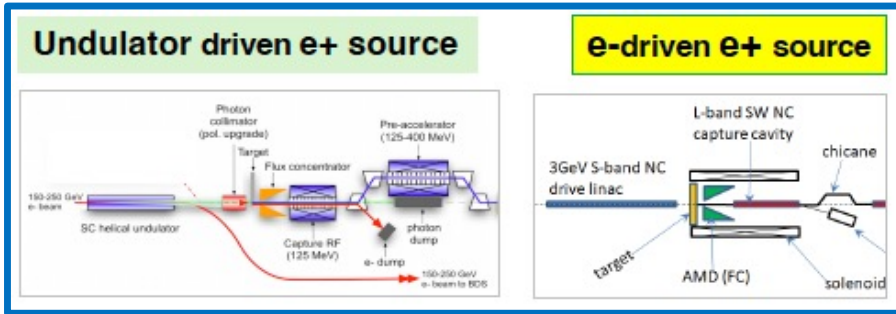 Undulator driven e+ source
e-driven e+ source
Photon
collimator
(pol. upgrade)
Target
Flux concentrator
Pre-accelerator
(125-400 MeV)
150-250 GeV
e- beam
SC helical undulator
Capture RF
(125 MeV)
e- dump
photon
dump
150-250 GeV
e- beam to BDS
L-band SW NC
capture cavity
3GeV S-band NC
drive linac
chicane
target
AMD (FC)
solenoid